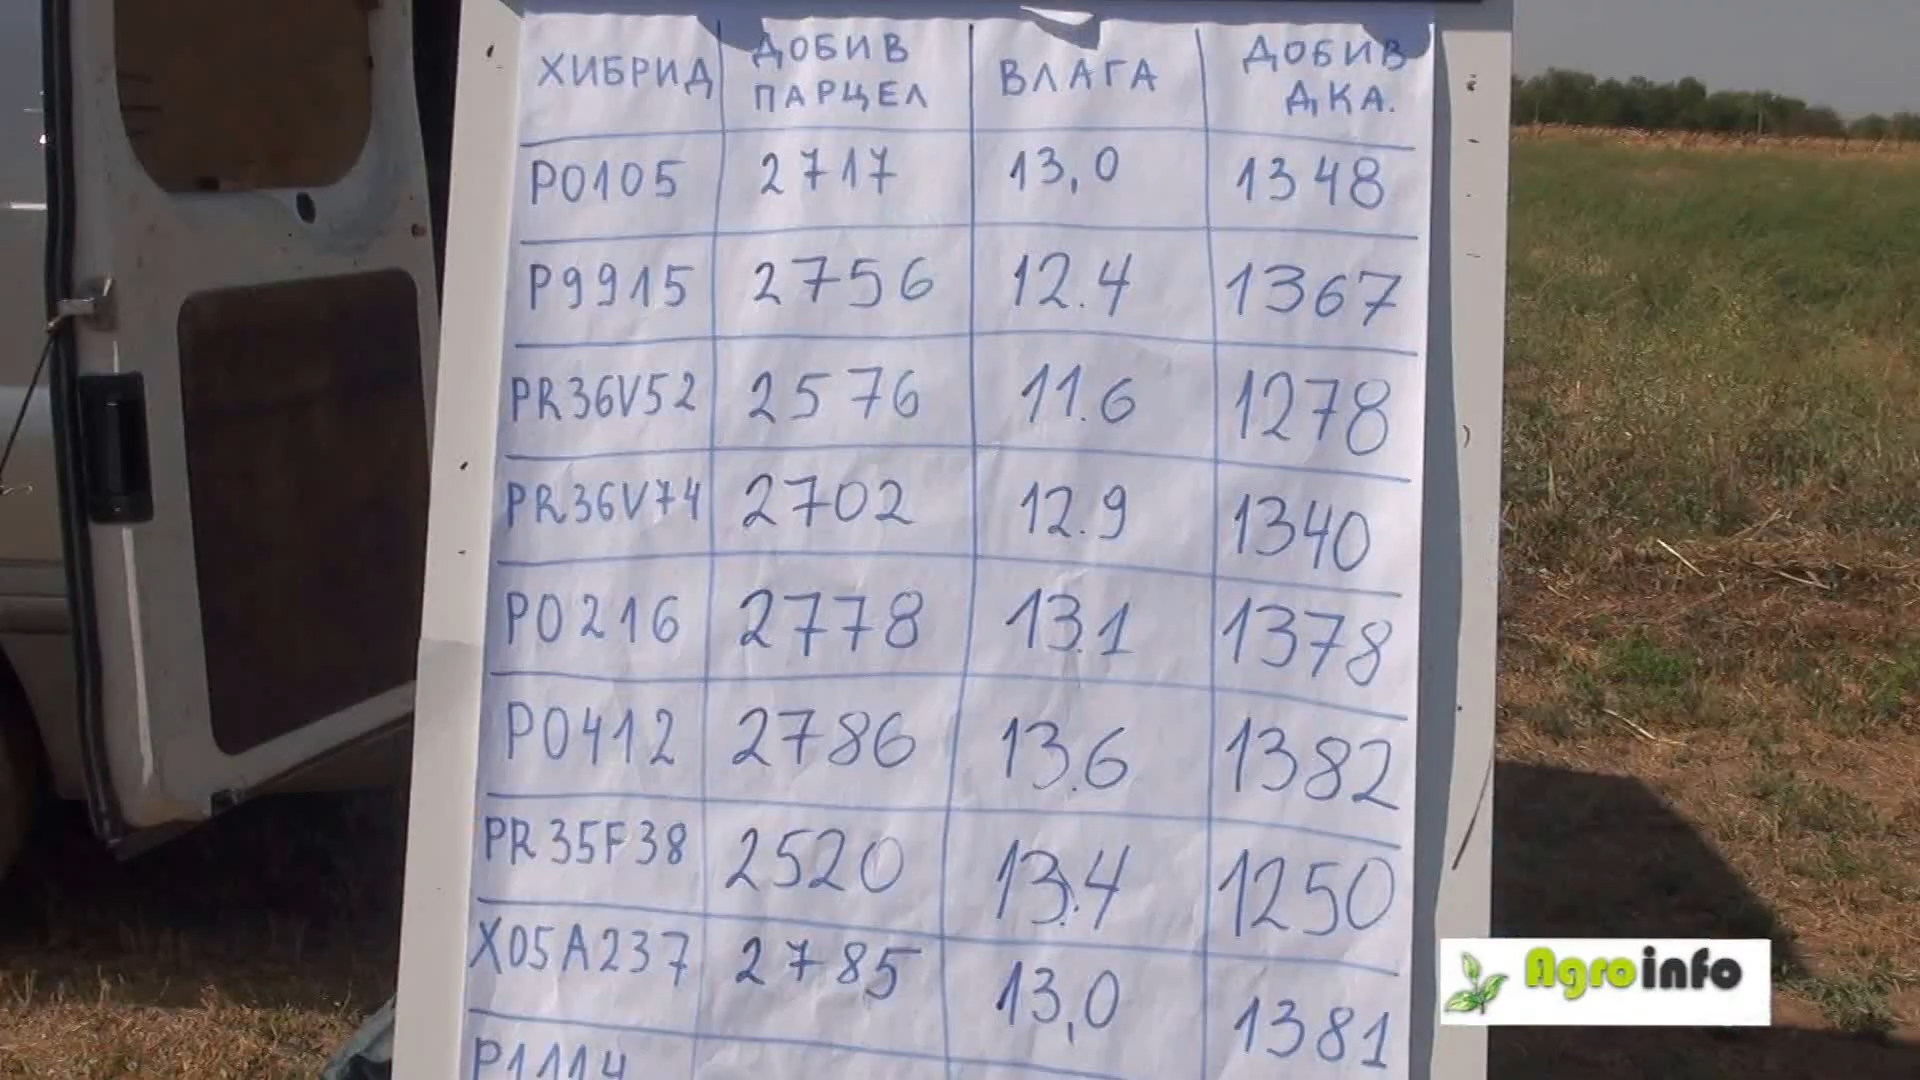 ХИБРИД ДОБИВ ПАРЦЕЛ ВЛАГА ДОБИВ ДКА.
P0105 2717 13,0 1348
P9915 2756 12.4 1367
PR36V52 2576 11.6 1278
PR36V74 2702 12.9 1340
P0216 2778 13.1 1378
P0412 2786 13.6 1382
PR35F38 2520 13.4 1250
X05A237 2785 13,0 1381
P1114
Agroinfo